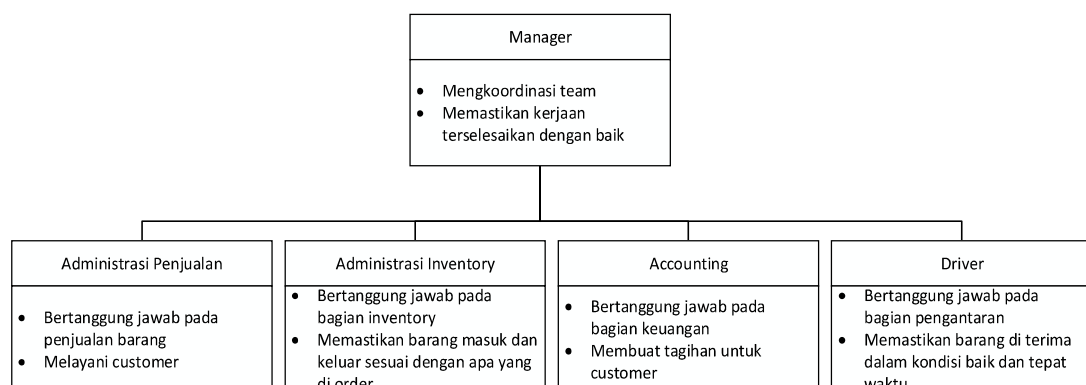 Manager
• Mengkoordinasi team
• Memastikan kerjaan
terselesaikan dengan baik
Administrasi Penjualan
• Bertanggung jawab pada
penjualan barang
• Melayani customer
Administrasi Inventory
• Bertanggung jawab pada
bagian inventory
• Memastikan barang masuk dan
keluar sesuai dengan apa yang
di order
Accounting
• Bertanggung jawab pada
bagian keuangan
• Membuat tagihan untuk
customer
Driver
• Bertanggung jawab pada
bagian pengantaran
• Memastikan barang di terima
dalam kondisi baik dan tepat
waktu